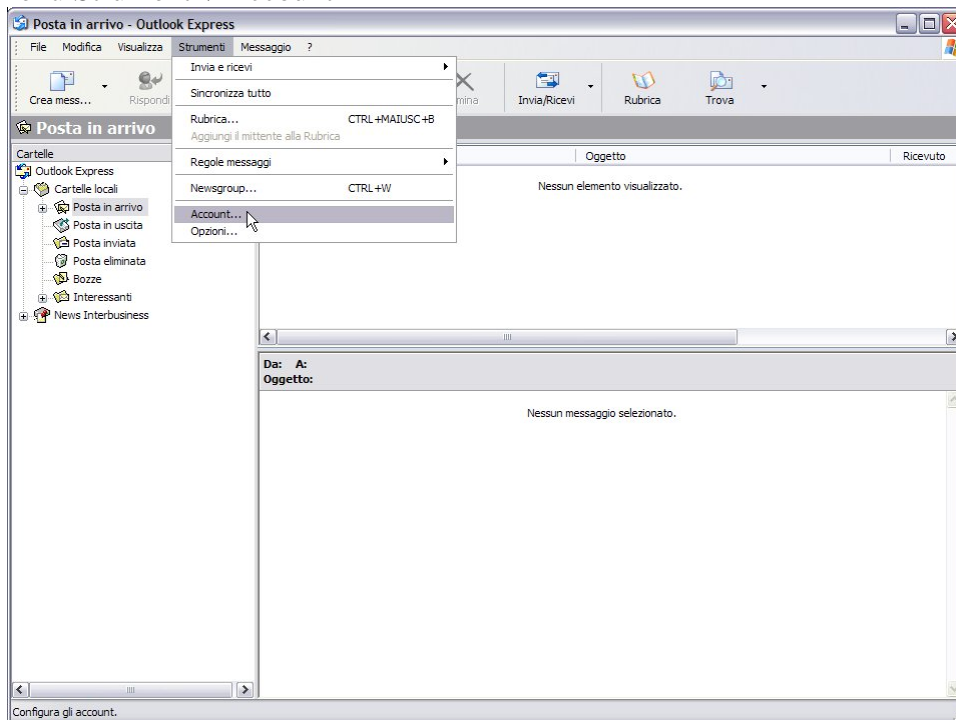 Posta in arrivo - Outlook Express
File Modifica Visualizza Strumenti Messaggio ?
Crea mess... Rispondi mina Invia/Ricevi Rubrica Trova
Invia e ricevi
Sincronizza tutto
Rubrica... CTRL+MAIUSC+B
Aggiungi il mittente alla Rubrica
Regole messaggi
Newsgroup... CTRL+W
Account...
Opzioni...
Posta in arrivo
Cartelle
Outlook Express
Cartelle locali
Posta in arrivo
Posta in uscita
Posta inviata
Posta eliminata
Bozze
Interessanti
News Interbusiness
Oggetto Ricevuto
Nessun elemento visualizzato.
Da: A:
Oggetto:
Nessun messaggio selezionato.
Configura gli account.